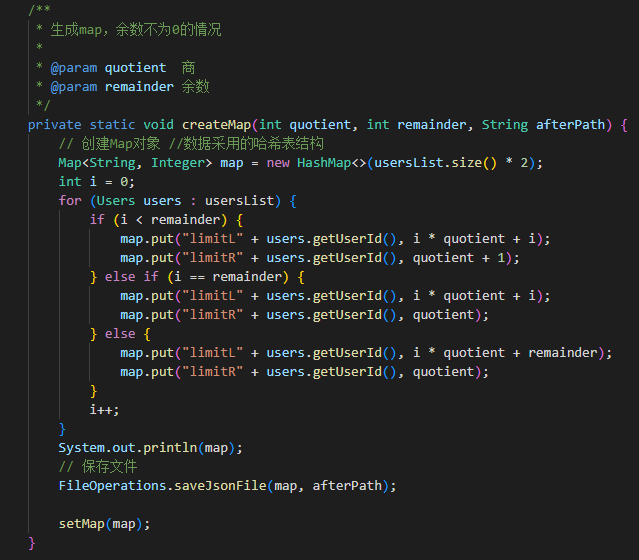 /**
 * 生成map，余数不为0的情况
 *
 * @param quotient  商
 * @param remainder 余数
 */
private static void createMap(int quotient, int remainder, String afterPath) {
    // 创建Map对象 //数据采用的哈希表结构
    Map<String, Integer> map = new HashMap<>(usersList.size() * 2);
    int i = 0;
    for (Users users : usersList) {
        if (i < remainder) {
            map.put("limitL" + users.getUserId(), i * quotient + i);
            map.put("limitR" + users.getUserId(), quotient + 1);
        } else if (i == remainder) {
            map.put("limitL" + users.getUserId(), i * quotient + i);
            map.put("limitR" + users.getUserId(), quotient);
        } else {
            map.put("limitL" + users.getUserId(), i * quotient + remainder);
            map.put("limitR" + users.getUserId(), quotient);
        }
        i++;
    }
    System.out.println(map);
    // 保存文件
    FileOperations.saveJsonFile(map, afterPath);

    setMap(map);
}